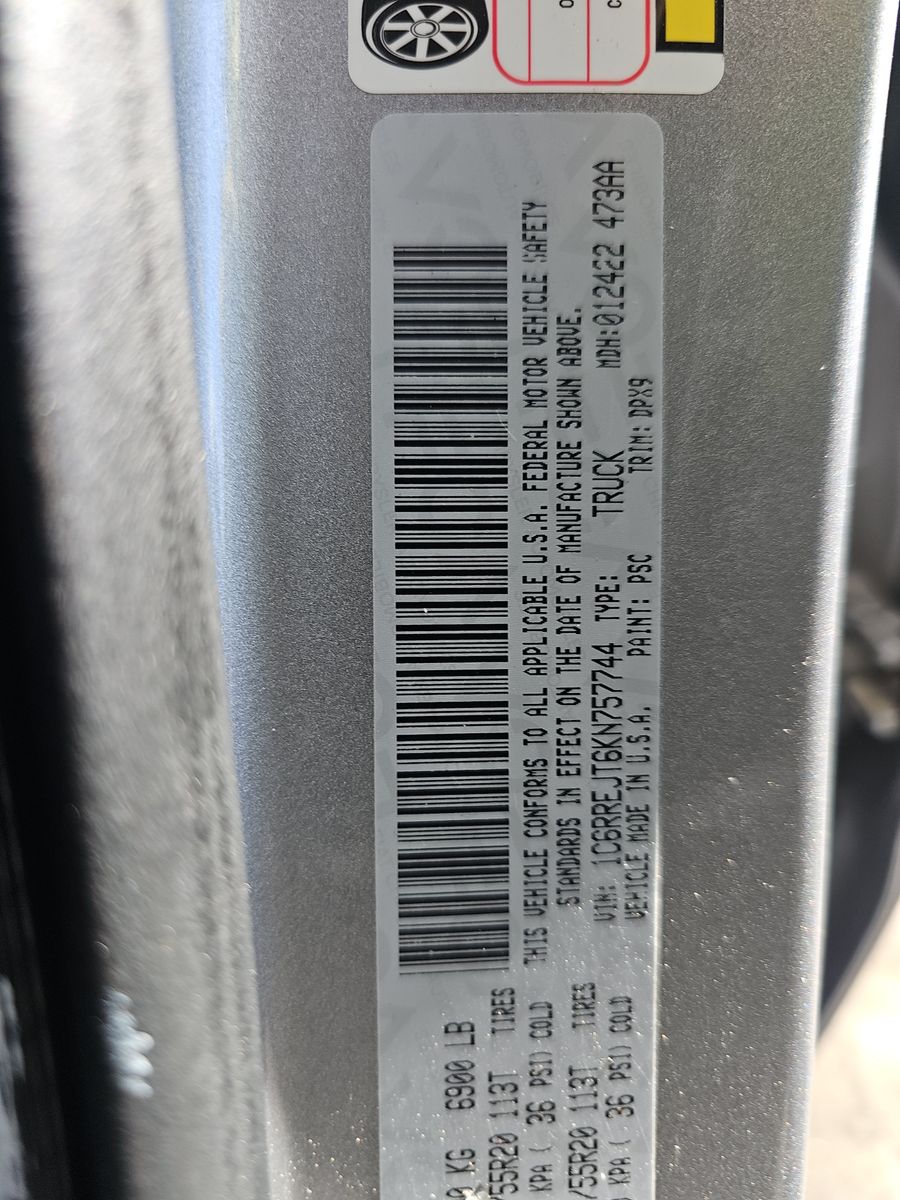 6900 LB
55R20 113T TIRES
KPA ( 36 PSI) COLD
/55R20 113T TIRES
KPA ( 36 PSI) COLD
THIS VEHICLE CONFORMS TO ALL APPLICABLE U.S.A. FEDERAL MOTOR VEHICLE SAFETY
STANDARDS IN EFFECT ON THE DATE OF MANUFACTURE SHOWN ABOVE.
VIN: 1C6RREJT6KN757744 TYPE: TRUCK MDH:012422 473AA
VEHICLE MADE IN U.S.A. PAINT: PSC TRIM: DPX9